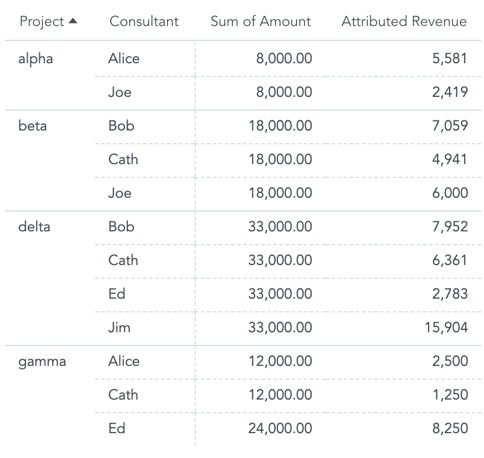 Project ▲ Consultant Sum of Amount Attributed Revenue
alpha Alice 8,000.00 5,581
Joe 8,000.00 2,419
beta Bob 18,000.00 7,059
Cath 18,000.00 4,941
Joe 18,000.00 6,000
delta Bob 33,000.00 7,952
Cath 33,000.00 6,361
Ed 33,000.00 2,783
Jim 33,000.00 15,904
gamma Alice 12,000.00 2,500
Cath 12,000.00 1,250
Ed 24,000.00 8,250